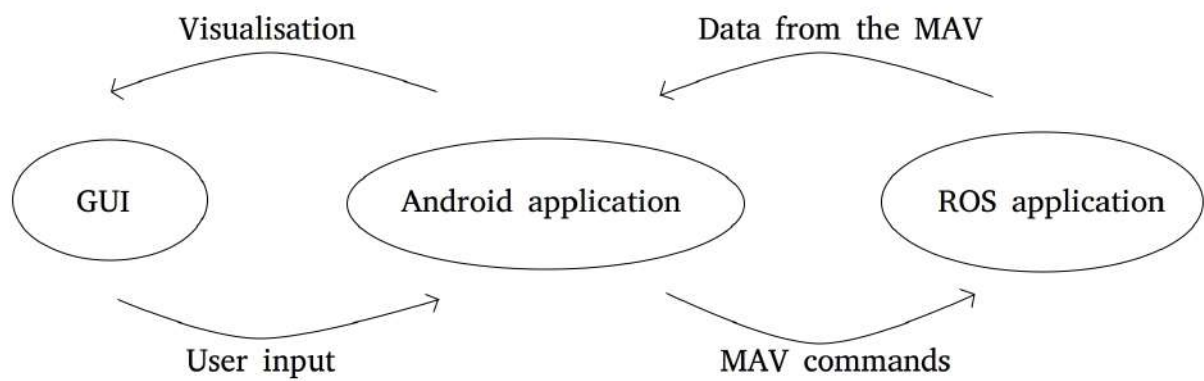 Visualisation
Data from the MAV
GUI
Android application
ROS application
User input
MAV commands